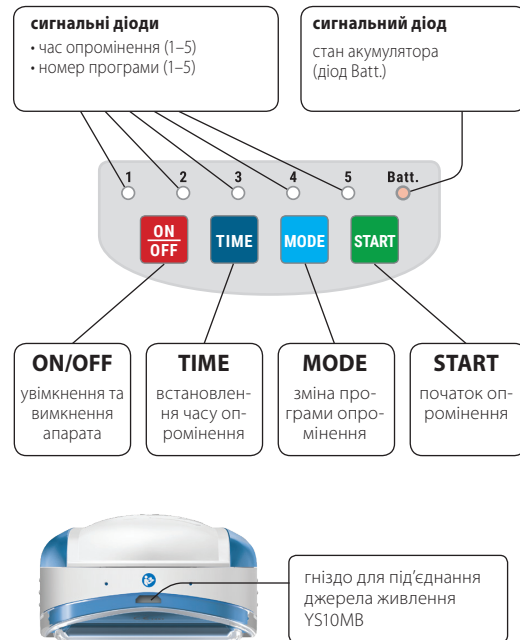 сигнальні діоди
• час опромінення (1–5)
• номер програми (1–5)
сигнальний діод
стан акумулятора
(діод Batt.)
1 2 3 4 5 Batt.
ON
OFF
TIME
MODE
START
ON/OFF
увімкнення та
вимкнення
апарата
TIME
встановлен-
ня часу оп-
ромінення
MODE
зміна про-
грами опро-
мінення
START
початок оп-
ромінення
гніздо для під’єднання
джерела живлення
YS10MB